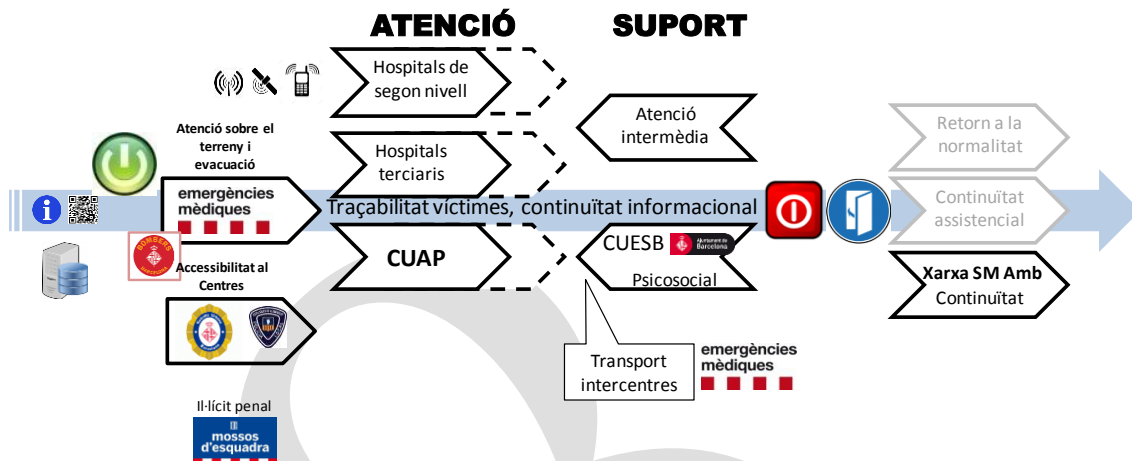 ATENCIÓ
SUPORT
Hospitals de
segon nivell
Atenció sobre el
terreny i
evacuació
emergències
mèdiques
Hospitals
terciaris
Atenció
intermèdia
Retorn a la
normalitat
Traçabilitat víctimes, continuïtat informacional
Continuïtat
assistencial
i
BOMBERS
BARCELONA
CUAP
CUESB
Ajuntament de
Barcelona
Psicosocial
Xarxa SM Amb
Continuïtat
Accessibilitat al
Centres
Transport
intercentres
emergències
mèdiques
Il·lícit penal
mossos
d'esquadra